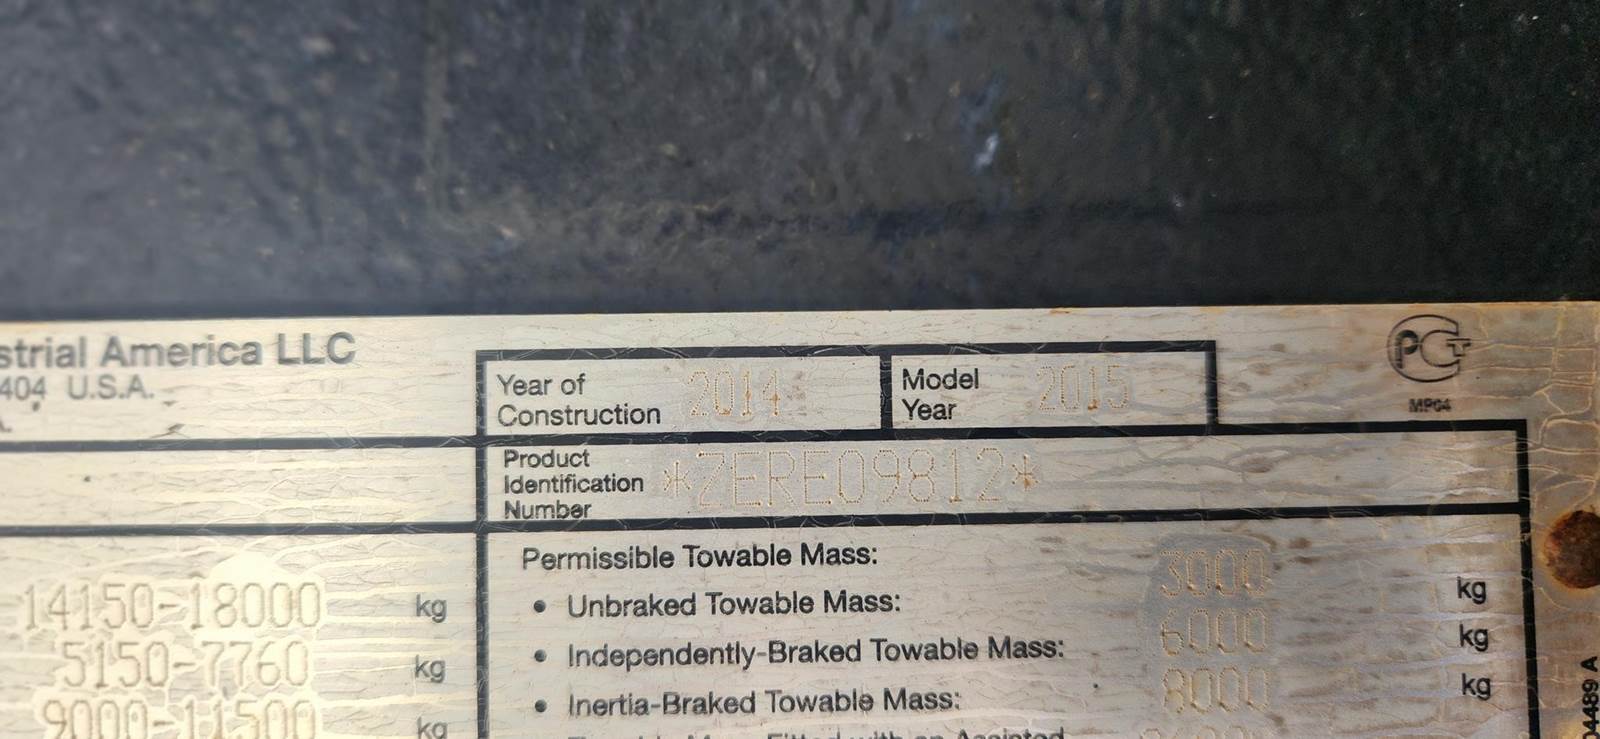 strial America LLC
404 U.S.A.
A.
Year of
Construction
2014
Model
Year
2015
PCT
MP04
Product
Identification
Number
*ZERE09812*
14150-18000 kg
5150-7760 kg
9000-11500 kg
Permissible Towable Mass:
• Unbraked Towable Mass: 3000 kg
• Independently-Braked Towable Mass: 6000 kg
• Inertia-Braked Towable Mass: 8000 kg
Assisted
04489 A